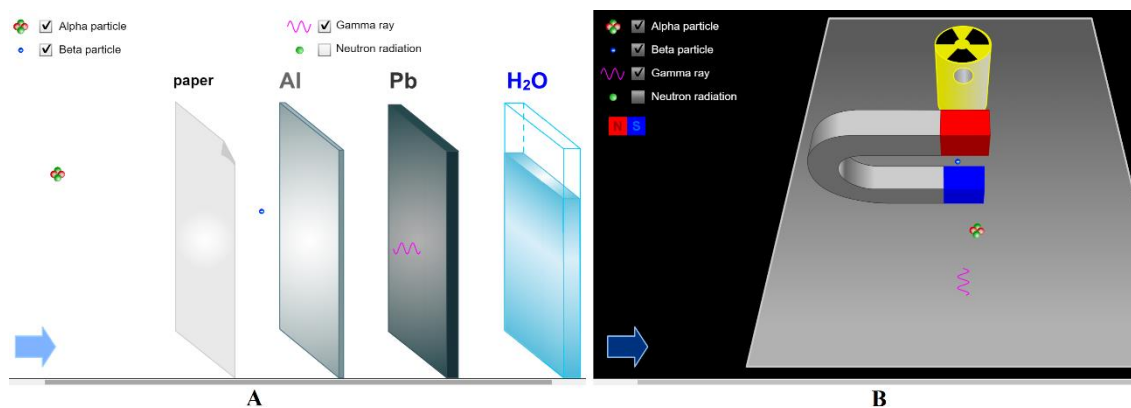 Alpha particle
Beta particle
Gamma ray
Neutron radiation
paper
Al
Pb
H₂O
A
Alpha particle
Beta particle
Gamma ray
Neutron radiation
N S
B